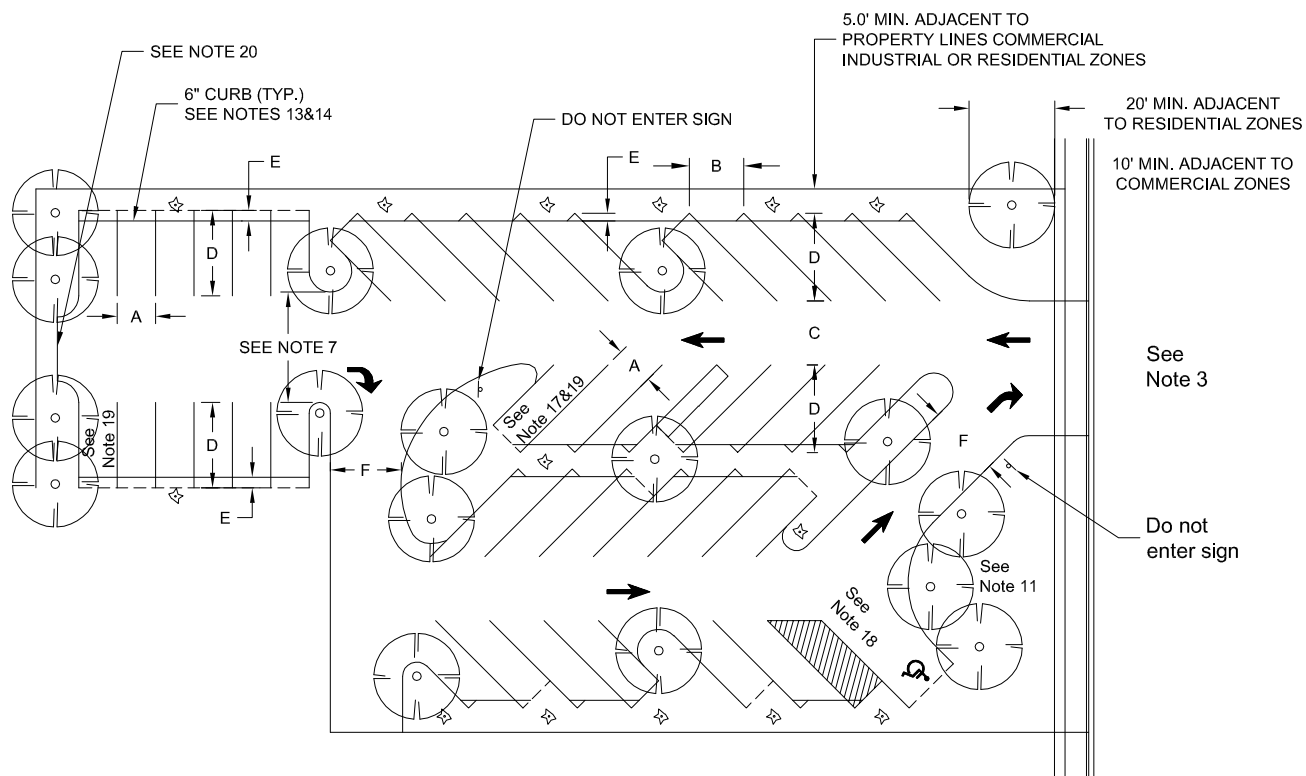 5.0' MIN. ADJACENT TO
PROPERTY LINES COMMERCIAL
INDUSTRIAL OR RESIDENTIAL ZONES
SEE NOTE 20
6" CURB (TYP.)
SEE NOTES 13&14
DO NOT ENTER SIGN
20' MIN. ADJACENT
TO RESIDENTIAL ZONES
10' MIN. ADJACENT TO
COMMERCIAL ZONES
E
E
B
D
D
A
C
SEE NOTE 7
See
Note 3
A
D
See
Note 17&19
See Note 19
D
F
F
E
Do not
enter sign
See
Note 11
See
Note 18